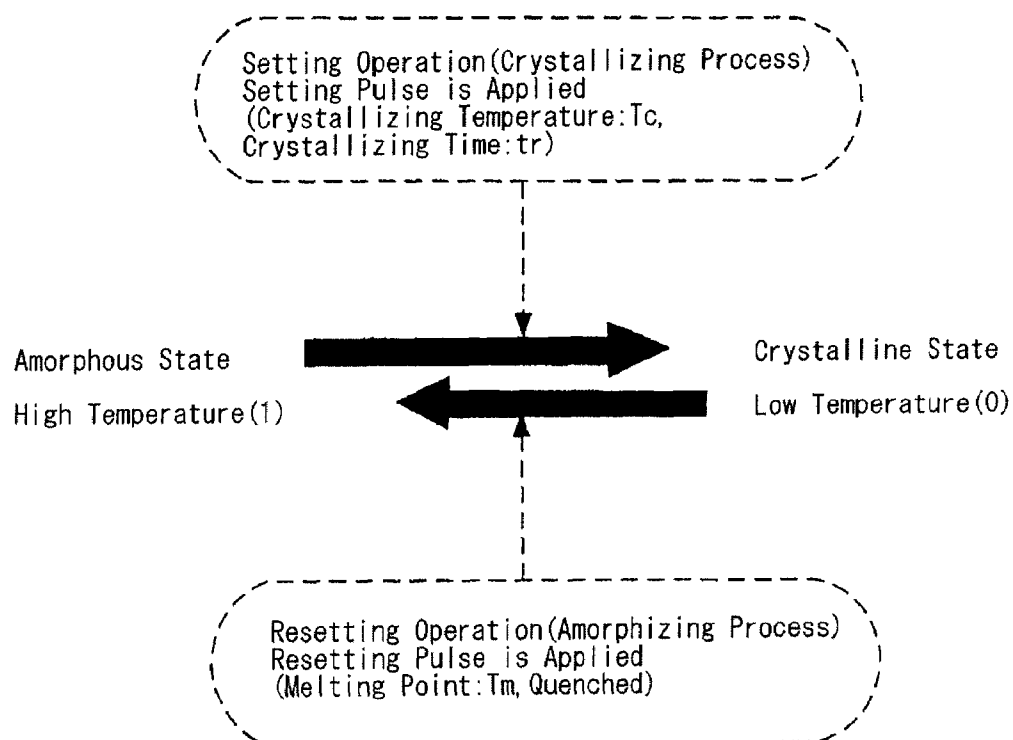 Setting Operation(Crystallizing Process)
Setting Pulse is Applied
(Crystallizing Temperature:Tc,
Crystallizing Time:tr)
Amorphous State
High Temperature(1)
Crystalline State
Low Temperature(0)
Resetting Operation(Amorphizing Process)
Resetting Pulse is Applied
(Melting Point:Tm,Quenched)